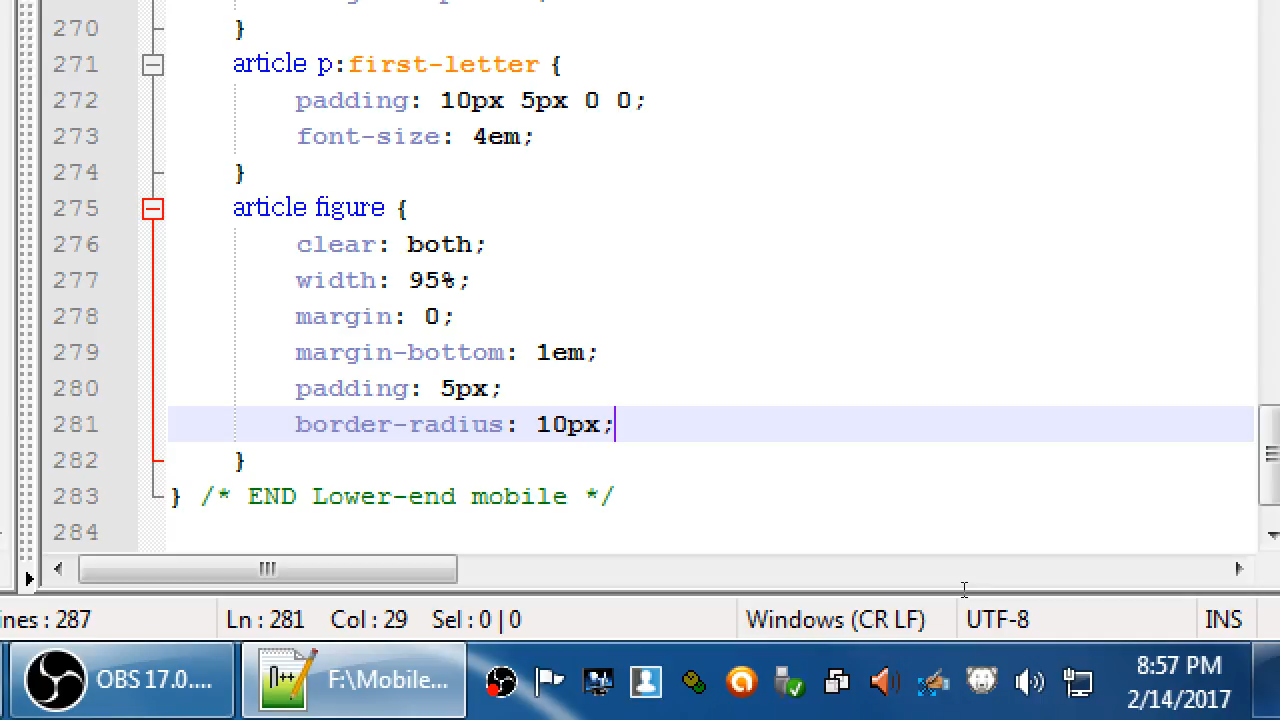 270 }
271 article p:first-letter {
272 padding: 10px 5px 0 0;
273 font-size: 4em;
274 }
275 article figure {
276 clear: both;
277 width: 95%;
278 margin: 0;
279 margin-bottom: 1em;
280 padding: 5px;
281 border-radius: 10px;
282 }
283 } /* END Lower-end mobile */
284
ines : 287 Ln : 281 Col : 29 Sel : 0 | 0 Windows (CR LF) UTF-8 INS
OBS 17.0.... F:\Mobile... 8:57 PM
2/14/2017